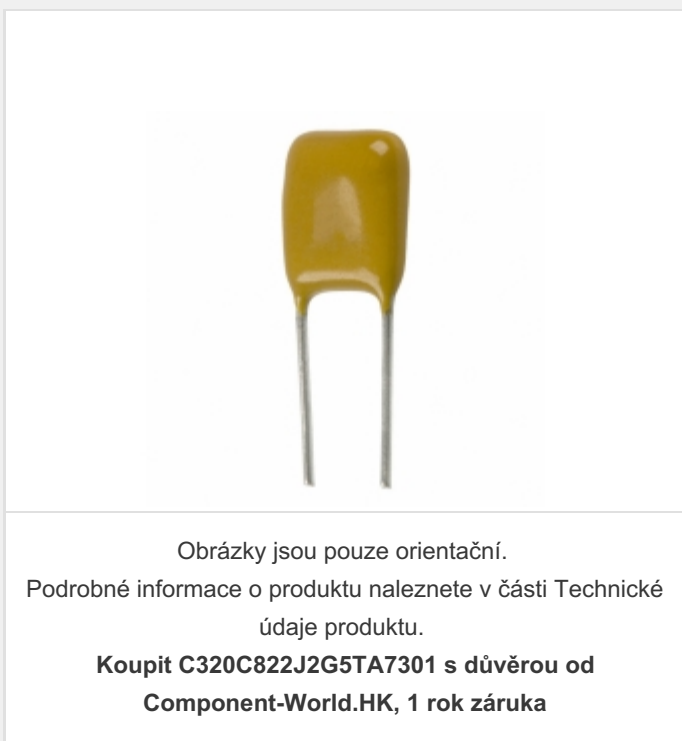 Obrázky jsou pouze orientační.
Podrobné informace o produktu naleznete v části Technické
údaje produktu.
Koupit C320C822J2G5TA7301 s důvěrou od
Component-World.HK, 1 rok záruka